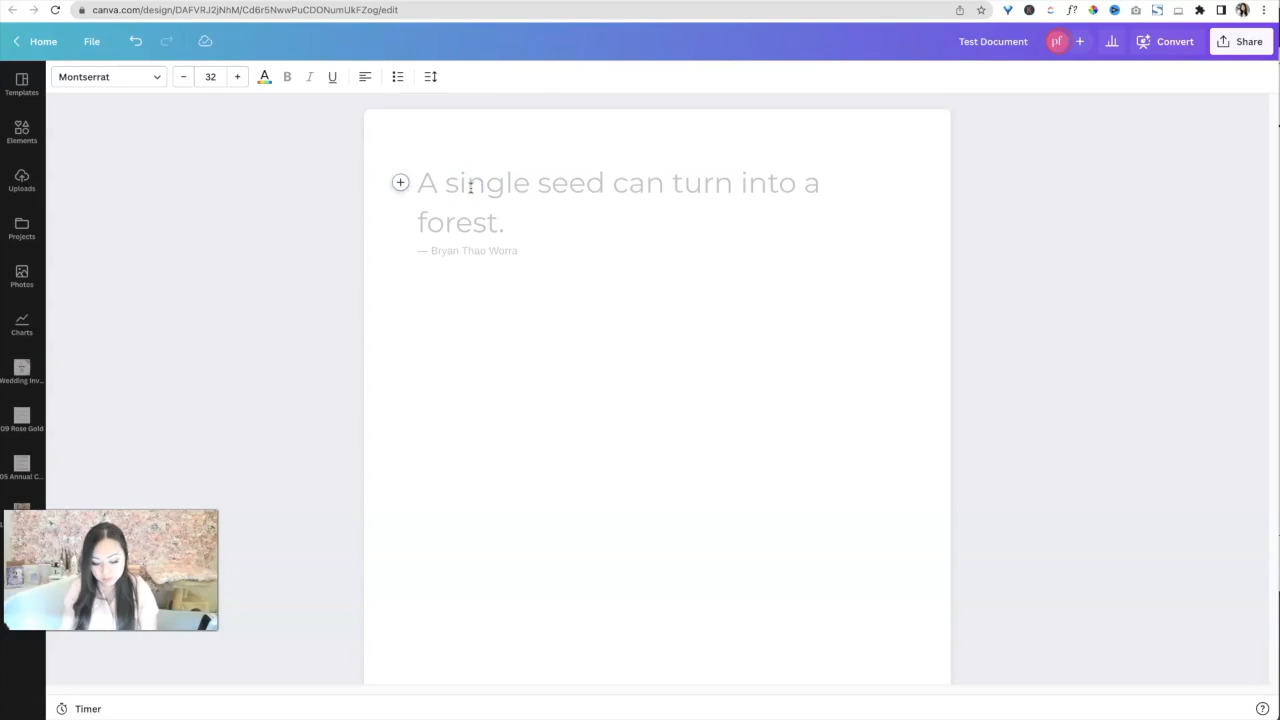 canva.com/design/DAFVRJ2jNhM/Cd6r5NwwPuCDONumUkFZog/edit
Home File Test Document pf + Convert Share
Montserrat − 32 + A B I U
Templates
Elements
Uploads
Projects
Photos
Charts
Wedding Inv...
09 Rose Gold
05 Annual C...
A single seed can turn into a
forest.
— Bryan Thao Worra
Timer